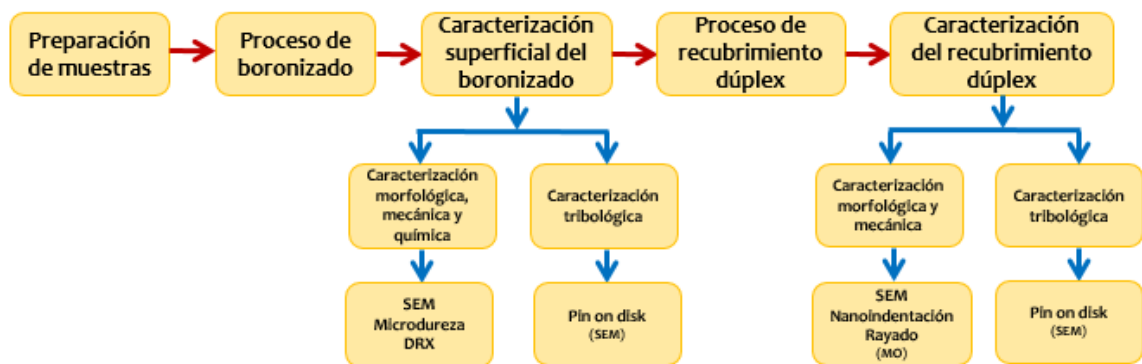 Preparación
de muestras
Proceso de
boronizado
Caracterización
superficial del
boronizado
Proceso de
recubrimiento
dúplex
Caracterización
del recubrimiento
dúplex
Caracterización
morfológica,
mecánica y
química
Caracterización
tribológica
Caracterización
morfológica y
mecánica
Caracterización
tribológica
SEM
Microdureza
DRX
Pin on disk
(SEM)
SEM
Nanoindentación
Rayado
(MO)
Pin on disk
(SEM)